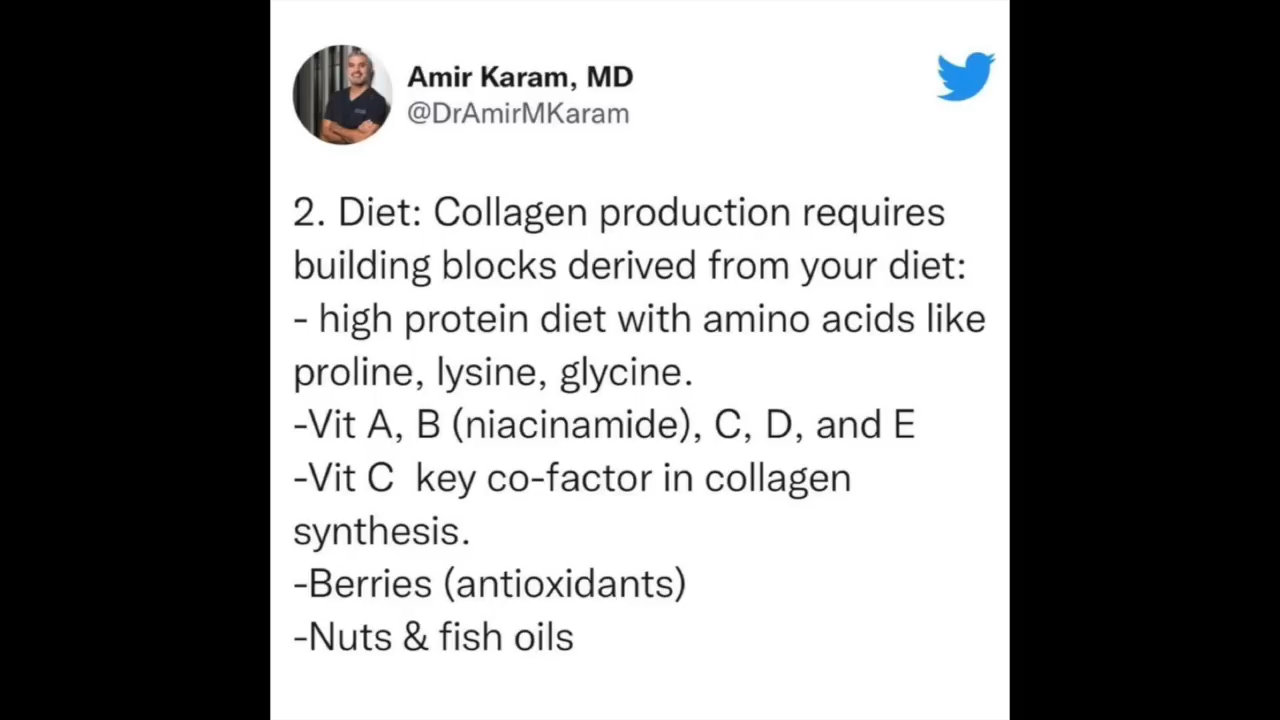 Amir Karam, MD
@DrAmirMKaram
2. Diet: Collagen production requires
building blocks derived from your diet:
- high protein diet with amino acids like
proline, lysine, glycine.
-Vit A, B (niacinamide), C, D, and E
-Vit C  key co-factor in collagen
synthesis.
-Berries (antioxidants)
-Nuts & fish oils